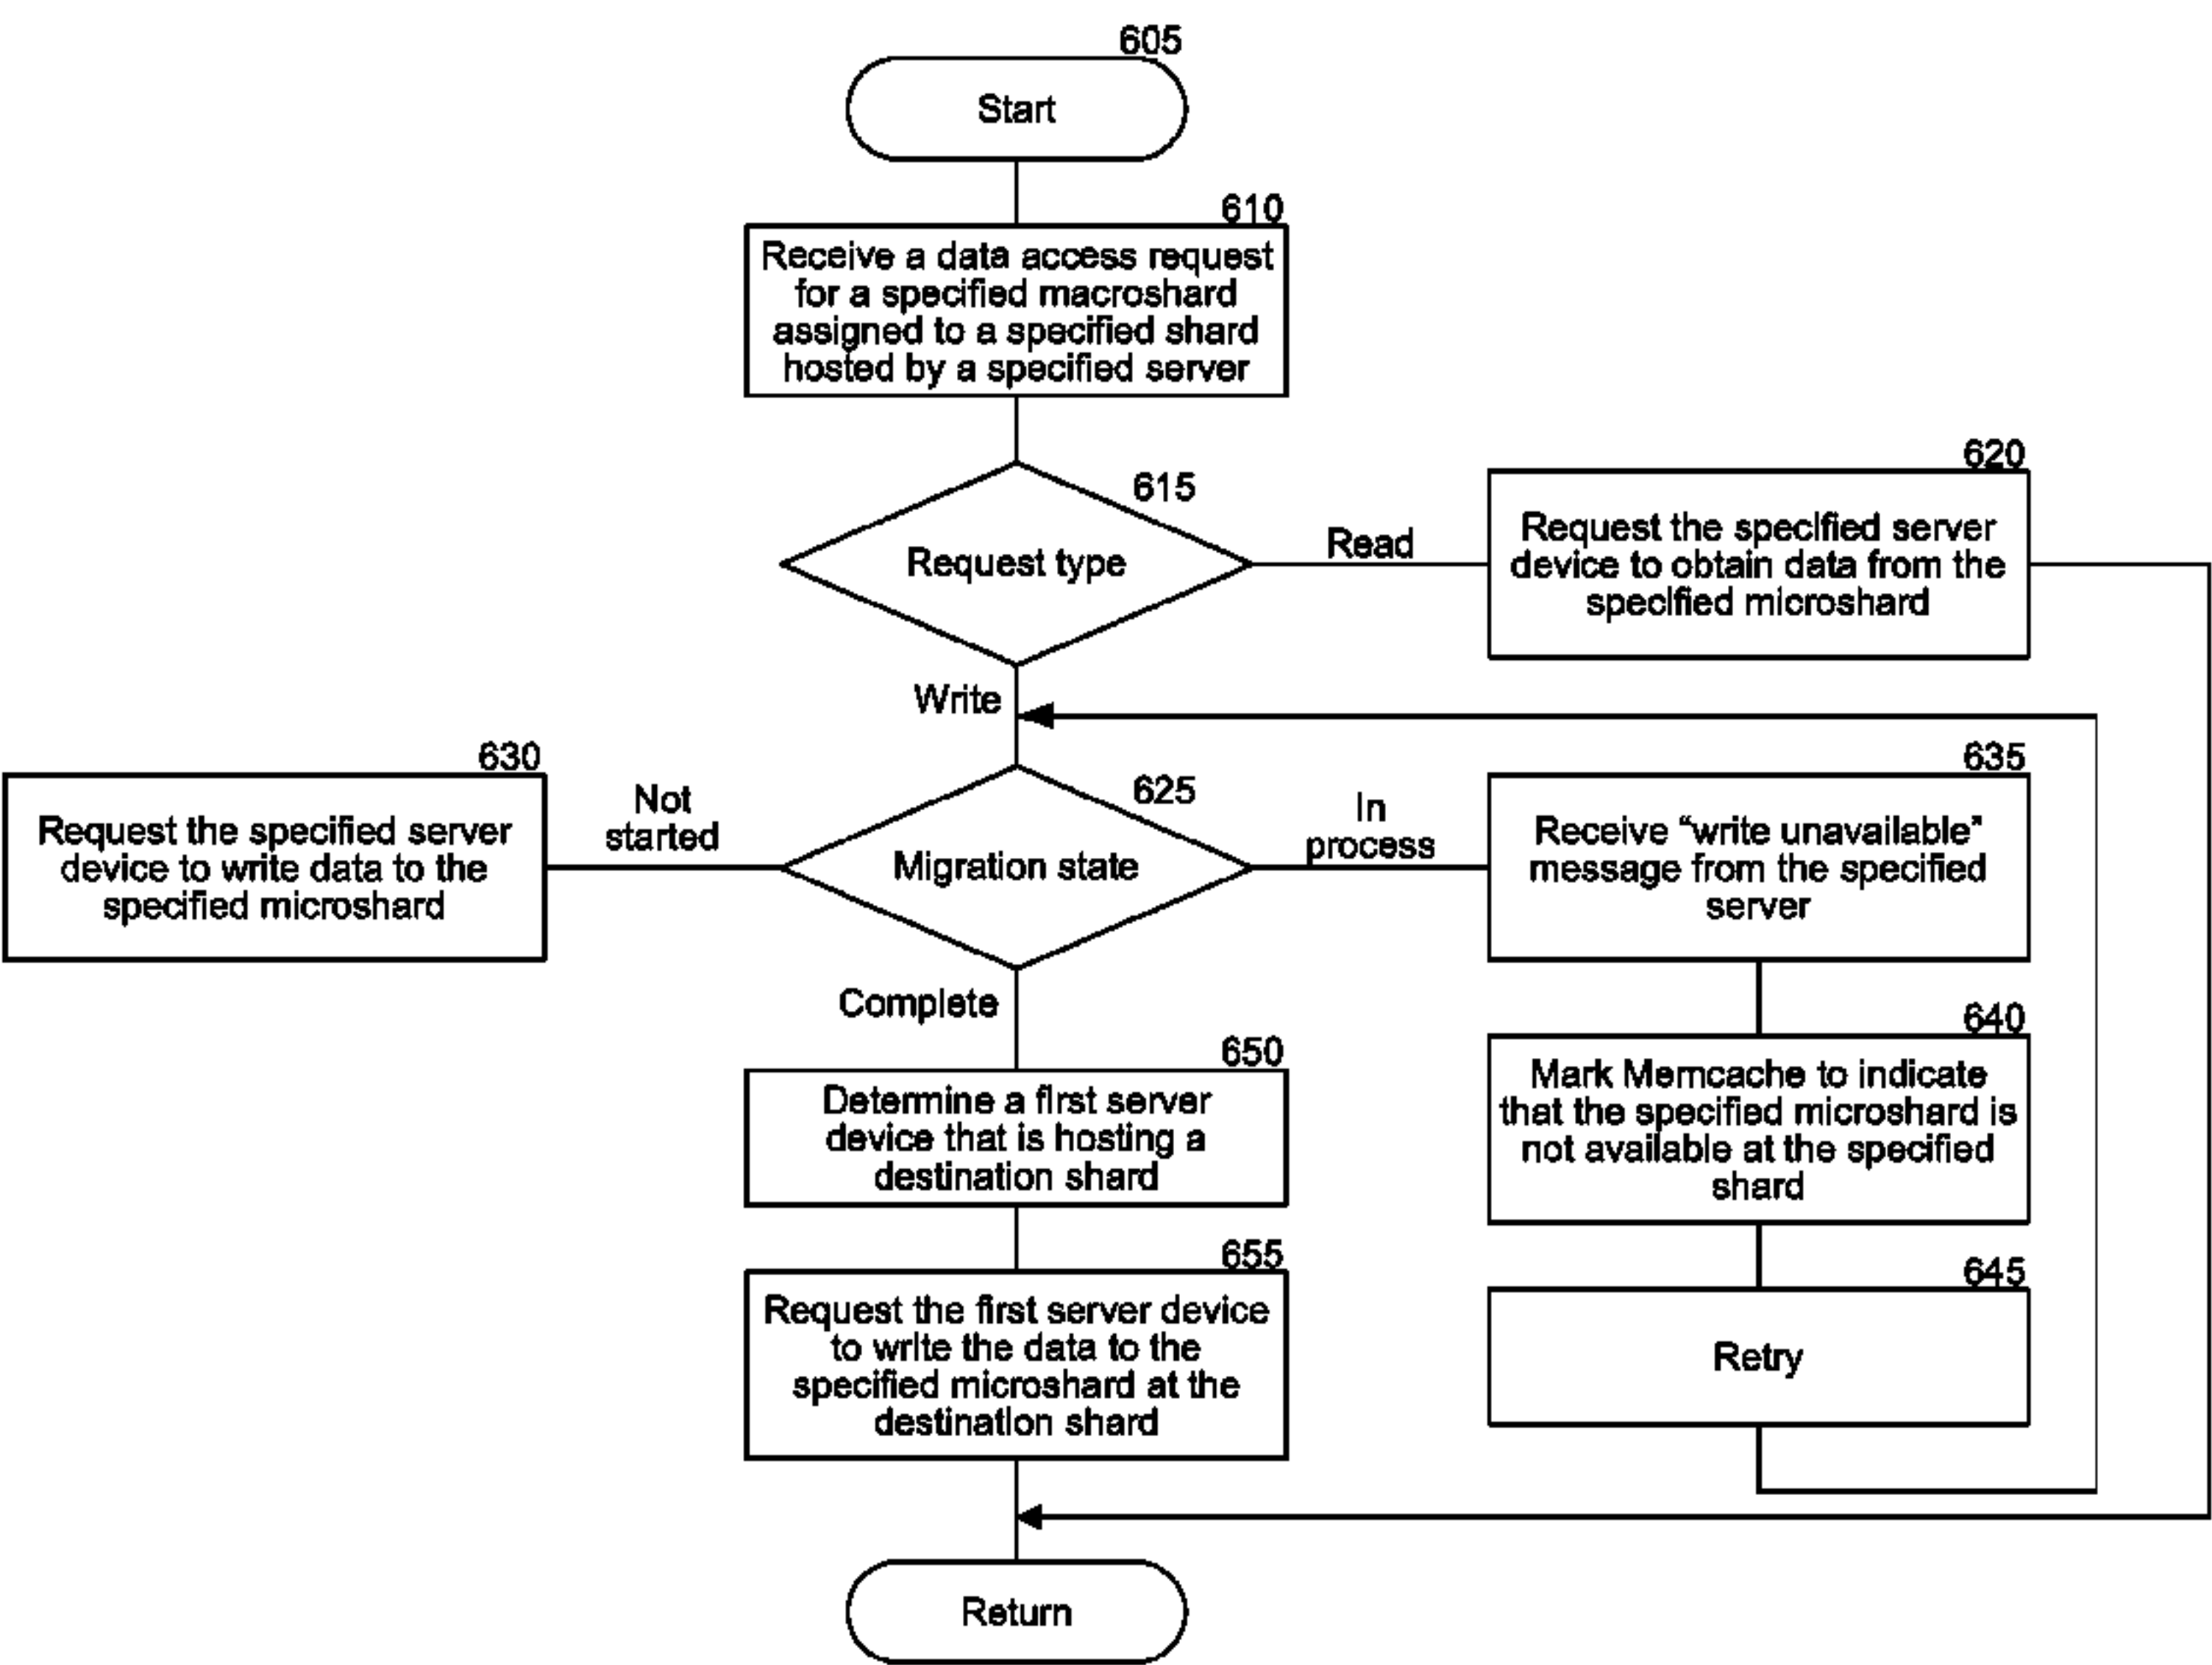 605
Start
610
Receive a data access request
for a specified macroshard
assigned to a specified shard
hosted by a specified server
615
Request type
Read
620
Request the specified server
device to obtain data from the
specified microshard
Write
630
Request the specified server
device to write data to the
specified microshard
Not
started
625
Migration state
In
process
635
Receive “write unavailable”
message from the specified
server
640
Mark Memcache to indicate
that the specified microshard is
not available at the specified
shard
645
Retry
Complete
650
Determine a first server
device that is hosting a
destination shard
655
Request the first server device
to write the data to the
specified microshard at the
destination shard
Return